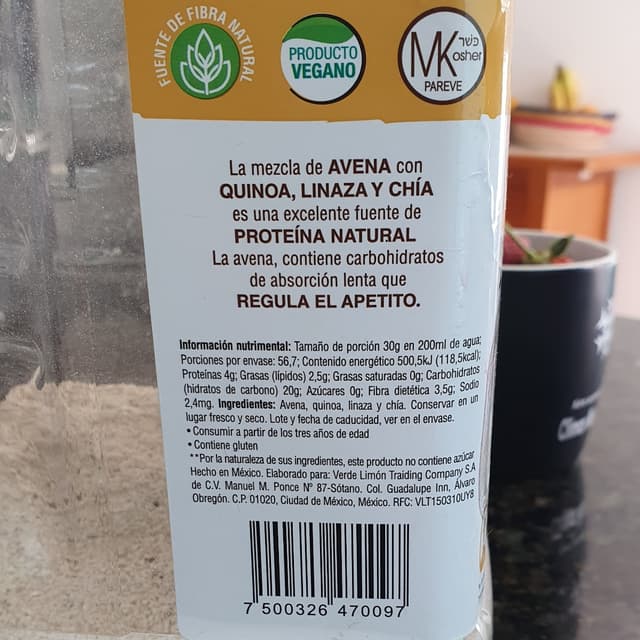 FUENTE DE FIBRA NATURAL
PRODUCTO
VEGANO
MK כשר
osher
PAREVE
La mezcla de AVENA con
QUINOA, LINAZA Y CHÍA
es una excelente fuente de
PROTEÍNA NATURAL
La avena, contiene carbohidratos
de absorción lenta que
REGULA EL APETITO.
Información nutrimental: Tamaño de porción 30g en 200ml de agua;
Porciones por envase: 56,7; Contenido energético 500,5kJ (118,5kcal);
Proteínas 4g; Grasas (lípidos) 2,5g; Grasas saturadas 0g; Carbohidratos
(hidratos de carbono) 20g; Azúcares 0g; Fibra dietética 3,5g; Sodio
2,4mg. Ingredientes: Avena, quinoa, linaza y chía. Conservar en un
lugar fresco y seco. Lote y fecha de caducidad, ver en el envase.
• Consumir a partir de los tres años de edad
• Contiene gluten
**Por la naturaleza de sus ingredientes, este producto no contiene azúcar
Hecho en México. Elaborado para: Verde Limón Traiding Company S.A
de C.V. Manuel M. Ponce Nº 87-Sótano. Col. Guadalupe Inn, Álvaro
Obregón. C.P. 01020, Ciudad de México, México. RFC: VLT150310UY8
7 500326 470097